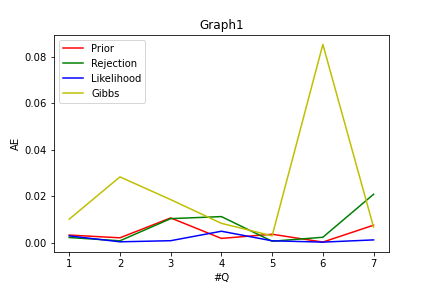 Graph1
Prior
Rejection
Likelihood
Gibbs
AE
0.08
0.06
0.04
0.02
0.00
1 2 3 4 5 6 7
#Q